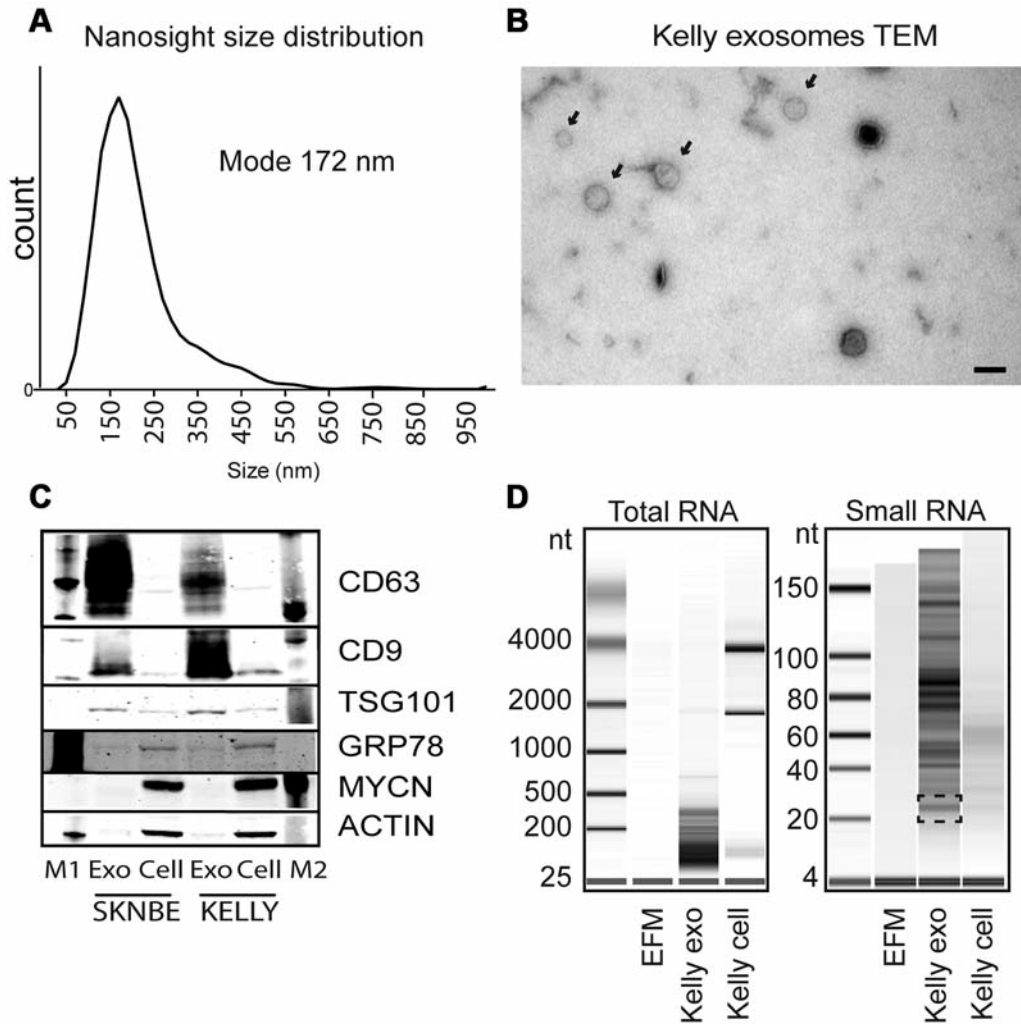 A
Nanosight size distribution
count
Mode 172 nm
0
50
150
250
350
450
550
650
750
850
950
Size (nm)
B
Kelly exosomes TEM
C
CD63
CD9
TSG101
GRP78
MYCN
ACTIN
M1 Exo Cell Exo Cell M2
SKNBE KELLY
D
Total RNA
nt
4000
2000
1000
500
200
25
EFM
Kelly exo
Kelly cell
Small RNA
nt
150
100
80
60
40
20
4
EFM
Kelly exo
Kelly cell